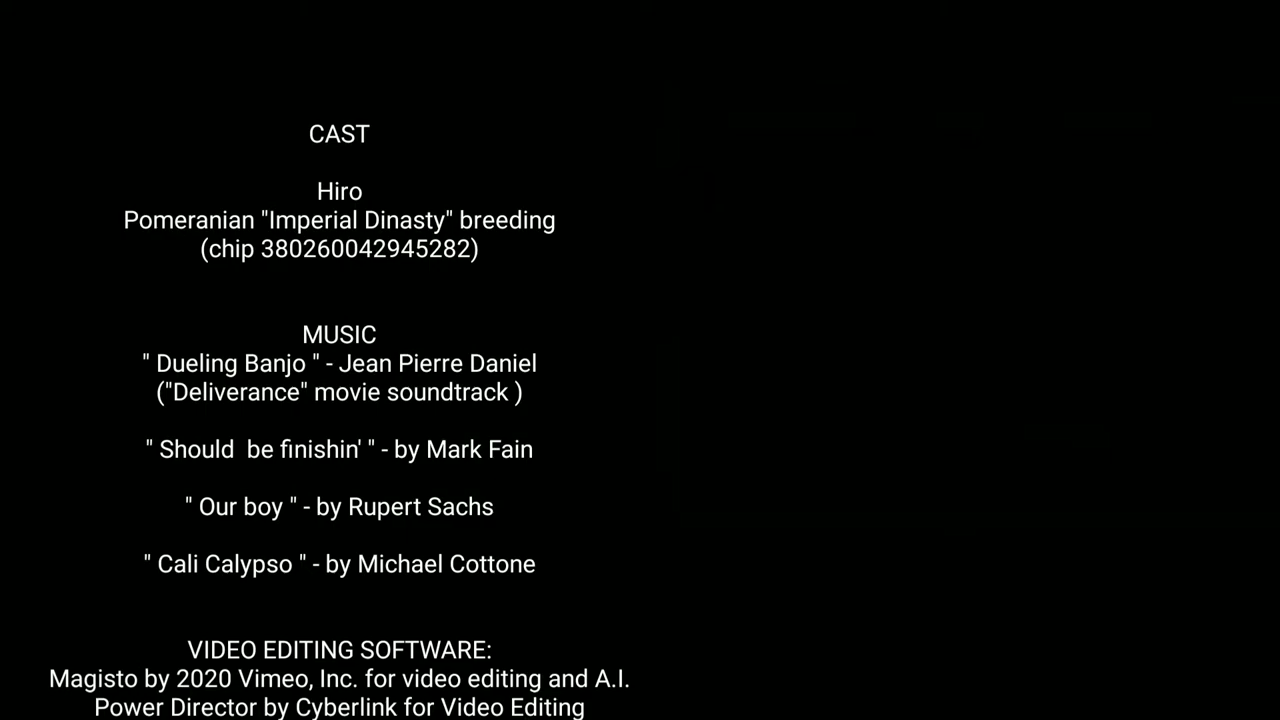 CAST
Hiro
Pomeranian "Imperial Dinasty" breeding
(chip 380260042945282)
MUSIC
" Dueling Banjo " - Jean Pierre Daniel
("Deliverance" movie soundtrack )
" Should  be finishin' " - by Mark Fain
" Our boy " - by Rupert Sachs
" Cali Calypso " - by Michael Cottone
VIDEO EDITING SOFTWARE:
Magisto by 2020 Vimeo, Inc. for video editing and A.I.
Power Director by Cyberlink for Video Editing